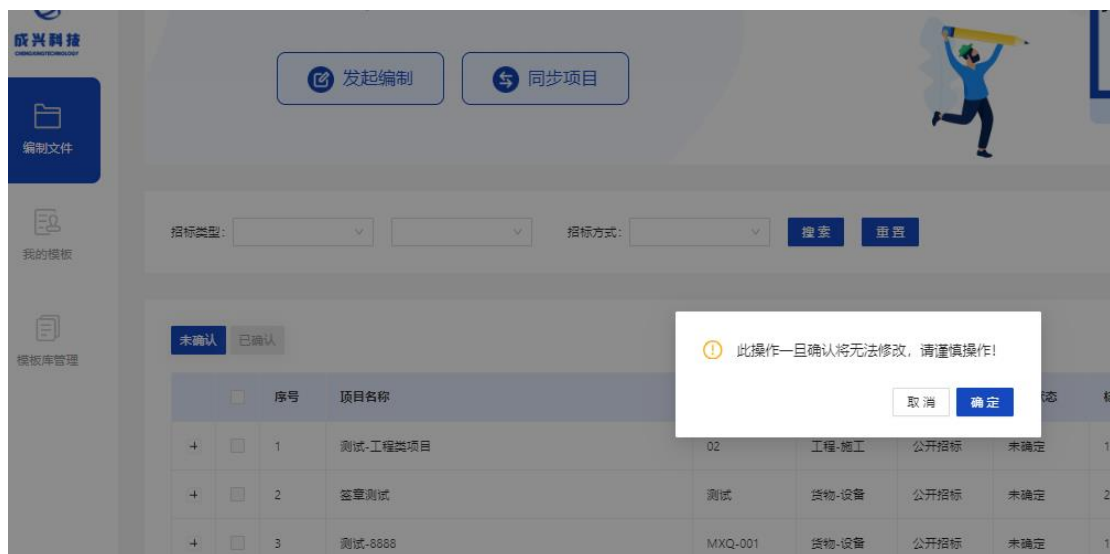 成兴科技
发起编制
同步项目
编制文件
我的模板
模板库管理
招标类型:
招标方式:
搜索
重置
未确认
已确认
此操作一旦确认将无法修改，请谨慎操作！
取消
确定
序号 项目名称 态
1 测试-工程类项目 02 工程-施工 公开招标 未确定 1
2 签章测试 测试 货物-设备 公开招标 未确定 2
3 测试-8888 MXQ-001 货物-设备 公开招标 未确定 1